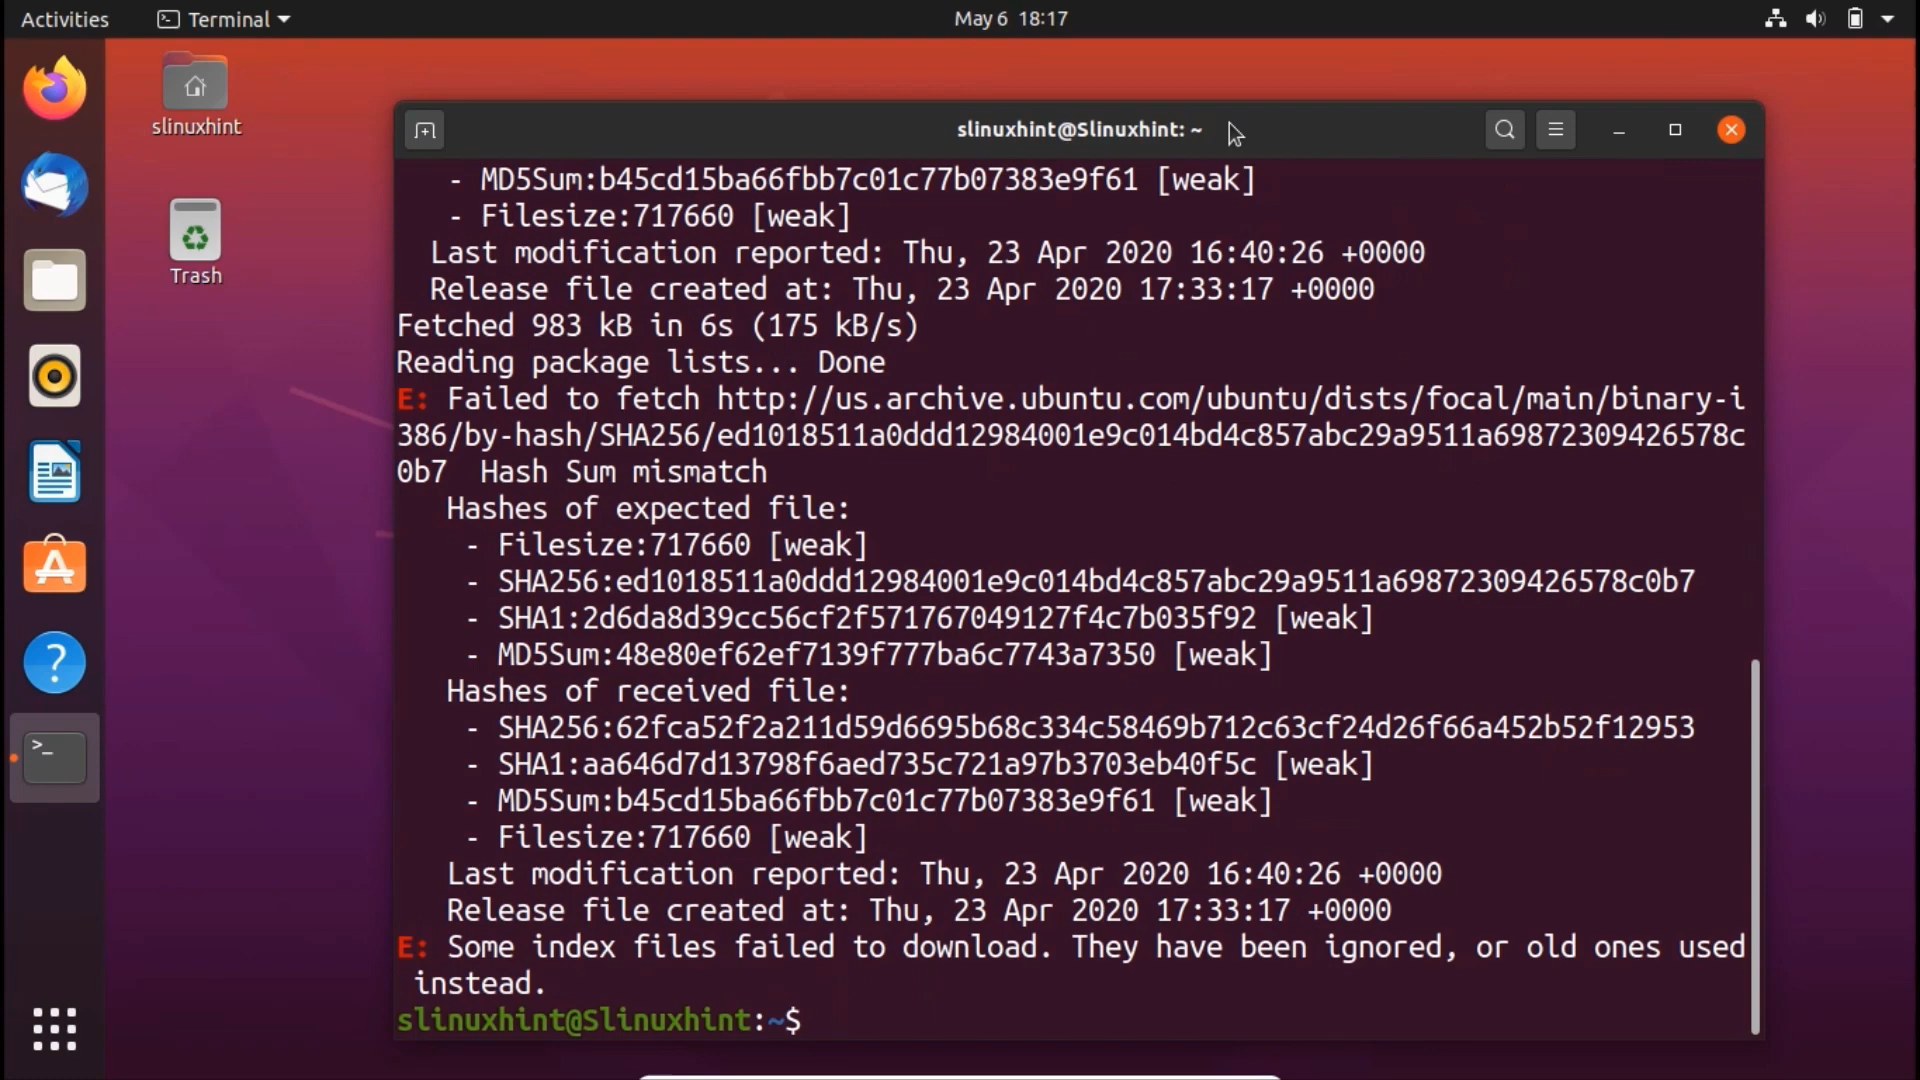 Activities
Terminal
May 6 18:17
slinuxhint
Trash
slinuxhint@Slinuxhint: ~
- MD5Sum:b45cd15ba66fbb7c01c77b07383e9f61 [weak]
- Filesize:717660 [weak]
Last modification reported: Thu, 23 Apr 2020 16:40:26 +0000
Release file created at: Thu, 23 Apr 2020 17:33:17 +0000
Fetched 983 kB in 6s (175 kB/s)
Reading package lists... Done
E: Failed to fetch http://us.archive.ubuntu.com/ubuntu/dists/focal/main/binary-i
386/by-hash/SHA256/ed1018511a0ddd12984001e9c014bd4c857abc29a9511a69872309426578c
0b7  Hash Sum mismatch
Hashes of expected file:
- Filesize:717660 [weak]
- SHA256:ed1018511a0ddd12984001e9c014bd4c857abc29a9511a69872309426578c0b7
- SHA1:2d6da8d39cc56cf2f571767049127f4c7b035f92 [weak]
- MD5Sum:48e80ef62ef7139f777ba6c7743a7350 [weak]
Hashes of received file:
- SHA256:62fca52f2a211d59d6695b68c334c58469b712c63cf24d26f66a452b52f12953
- SHA1:aa646d7d13798f6aed735c721a97b3703eb40f5c [weak]
- MD5Sum:b45cd15ba66fbb7c01c77b07383e9f61 [weak]
- Filesize:717660 [weak]
Last modification reported: Thu, 23 Apr 2020 16:40:26 +0000
Release file created at: Thu, 23 Apr 2020 17:33:17 +0000
E: Some index files failed to download. They have been ignored, or old ones used
instead.
slinuxhint@Slinuxhint:~$